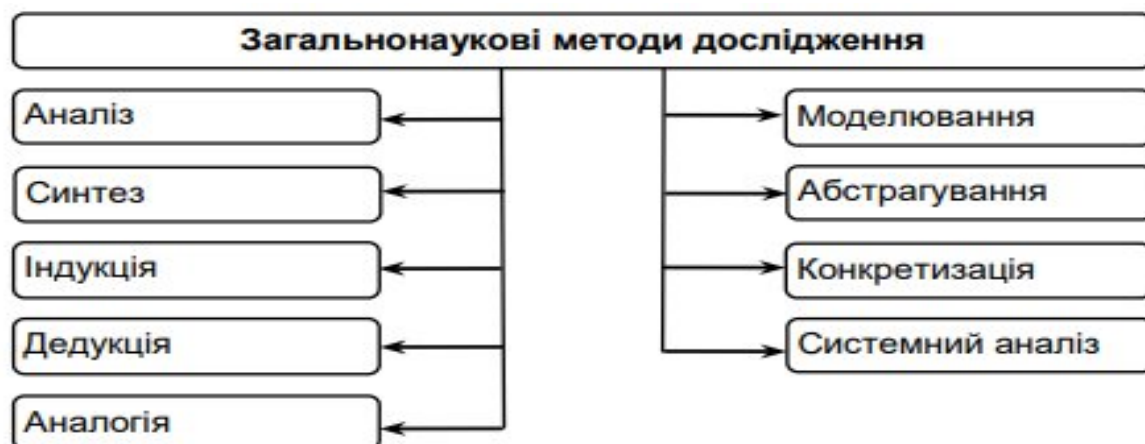 Загальнонаукові методи дослідження
Аналіз
Синтез
Індукція
Дедукція
Аналогія
Моделювання
Абстрагування
Конкретизація
Системний аналіз